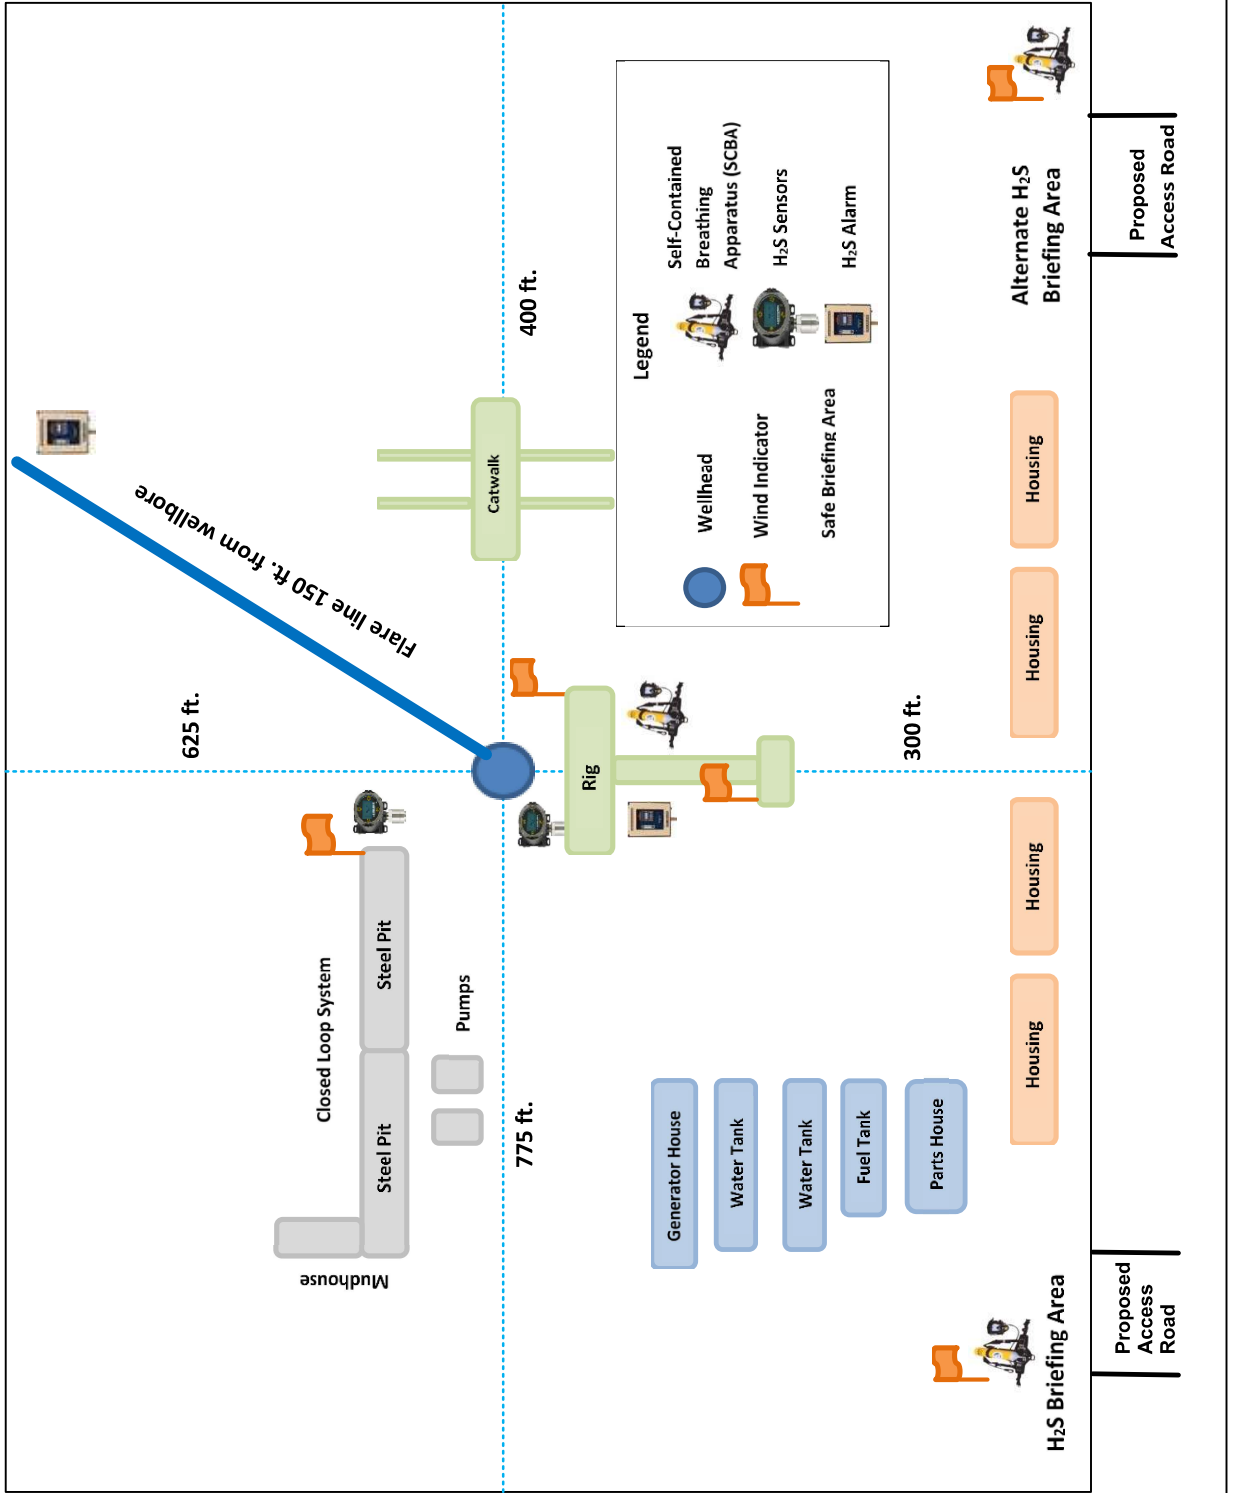 Flare line 150 ft. from wellbore
625 ft.
400 ft.
775 ft.
300 ft.
Catwalk
Rig
Closed Loop System
Steel Pit
Steel Pit
Pumps
Mudhouse
Generator House
Water Tank
Water Tank
Fuel Tank
Parts House
Legend
Wellhead
Wind Indicator
Safe Briefing Area
Self-Contained
Breathing
Apparatus (SCBA)
H₂S Sensors
H₂S Alarm
Housing
Housing
Housing
Housing
H₂S Briefing Area
Alternate H₂S
Briefing Area
Proposed
Access
Road
Proposed
Access Road